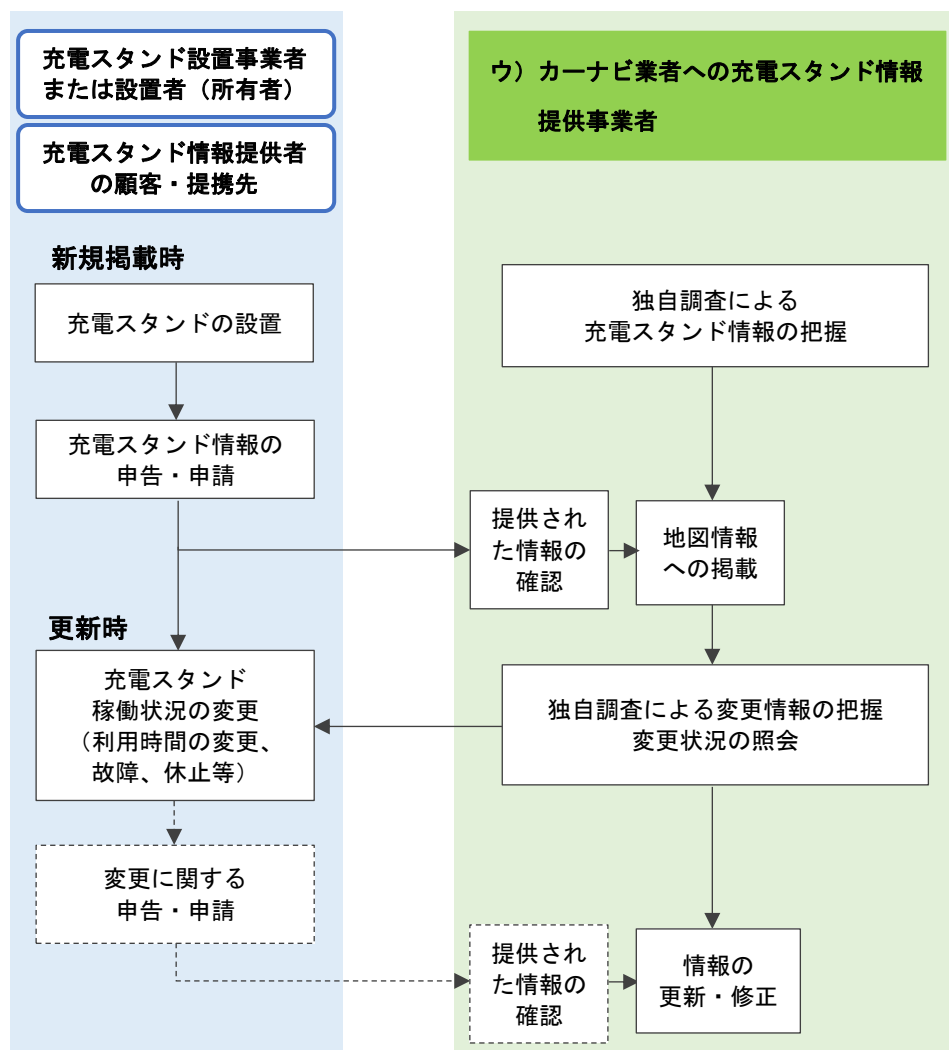 充電スタンド設置事業者
または設置者（所有者）
充電スタンド情報提供者
の顧客・提携先
新規掲載時
充電スタンドの設置
充電スタンド情報の
申告・申請
更新時
充電スタンド
稼働状況の変更
（利用時間の変更、
故障、休止等）
変更に関する
申告・申請
ウ）カーナビ業者への充電スタンド情報
提供事業者
独自調査による
充電スタンド情報の把握
提供され
た情報の
確認
地図情報
への掲載
独自調査による変更情報の把握
変更状況の照会
提供され
た情報の
確認
情報の
更新・修正